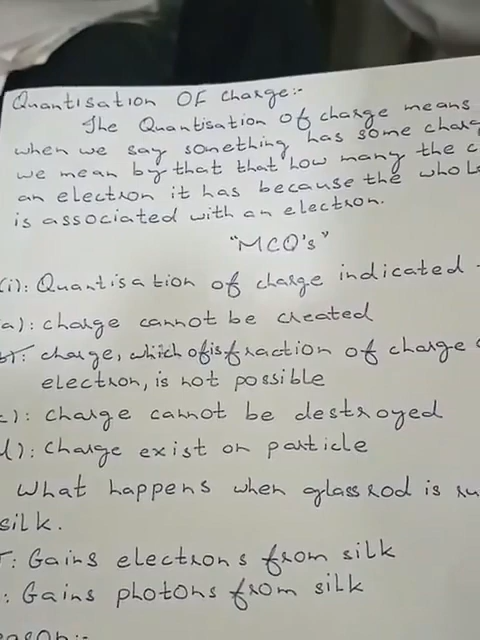 Quantisation OF charge:-
The Quantisation of charge means
when we say something has some charg
we mean by that that how many the c
an electron it has because the whol
is associated with an electron.
"MCQ's"
(i): Quantisation of charge indicated
a): charge cannot be created
b): charge, which of is fraction of charge
electron, is not possible
c): charge cannot be destroyed
d): charge exist on particle
What happens when glass rod is ru
silk.
: Gains electrons from silk
: Gains photons from silk